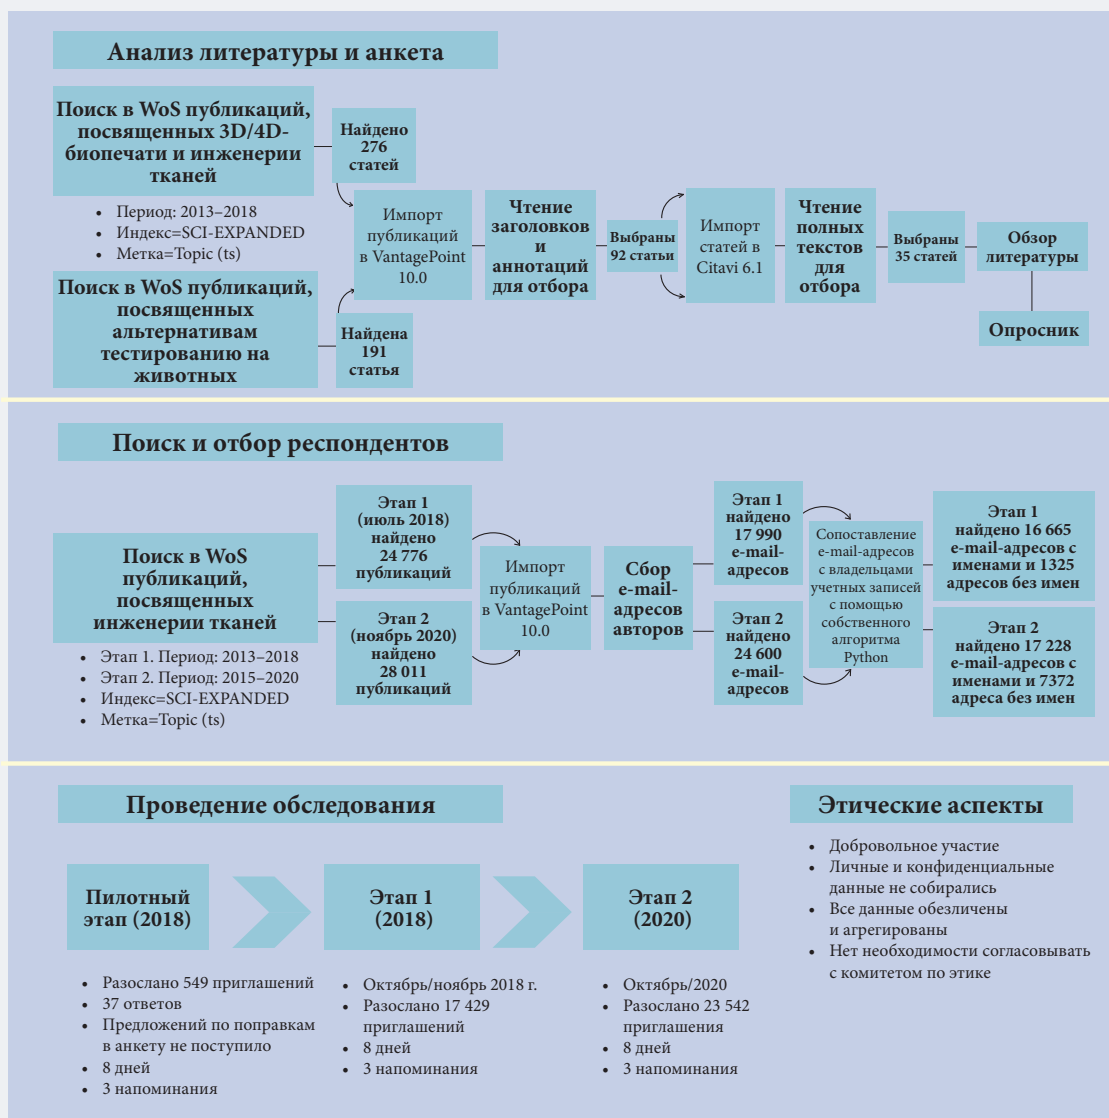 Анализ литературы и анкета
Поиск в WoS публикаций,
посвященных 3D/4D-
биопечати и инженерии
тканей
• Период: 2013–2018
• Индекс=SCI-EXPANDED
• Метка=Topic (ts)
Поиск в WoS публикаций,
посвященных
альтернативам
тестированию на
животных
Найдено
276
статей
Найдена
191
статья
Импорт
публикаций
в VantagePoint
10.0
Чтение
заголовков
и
аннотаций
для отбора
Выбраны
92 статьи
Импорт
статей в
Citavi 6.1
Чтение
полных
текстов
для
отбора
Выбраны
35 статей
Обзор
литературы
Опросник
Поиск и отбор респондентов
Поиск в WoS
публикаций,
посвященных
инженерии тканей
• Этап 1. Период: 2013–2018
• Этап 2. Период: 2015–2020
• Индекс=SCI-EXPANDED
• Метка=Topic (ts)
Этап 1
(июль 2018)
найдено
24 776
публикаций
Этап 2
(ноябрь 2020)
найдено
28 011
публикаций
Импорт
публикаций
в VantagePoint
10.0
Сбор
e-mail-
адресов
авторов
Этап 1
найдено
17 990
e-mail-
адресов
Этап 2
найдено
24 600
e-mail-
адресов
Сопоставление
e-mail-адресов
с владельцами
учетных записей
с помощью
собственного
алгоритма
Python
Этап 1
найдено 16 665
e-mail-адресов с
именами и 1325
адресов без имен
Этап 2
найдено 17 228
e-mail-адресов с
именами и 7372
адреса без имен
Проведение обследования
Пилотный
этап (2018)
• Разослано 549 приглашений
• 37 ответов
• Предложений по поправкам
в анкету не поступило
• 8 дней
• 3 напоминания
Этап 1
(2018)
• Октябрь/ноябрь 2018 г.
• Разослано 17 429
приглашений
• 8 дней
• 3 напоминания
Этап 2
(2020)
• Октябрь/2020
• Разослано 23 542
приглашения
• 8 дней
• 3 напоминания
Этические аспекты
• Добровольное участие
• Личные и конфиденциальные
данные не собирались
• Все данные обезличены
и агрегированы
• Нет необходимости согласовывать
с комитетом по этике